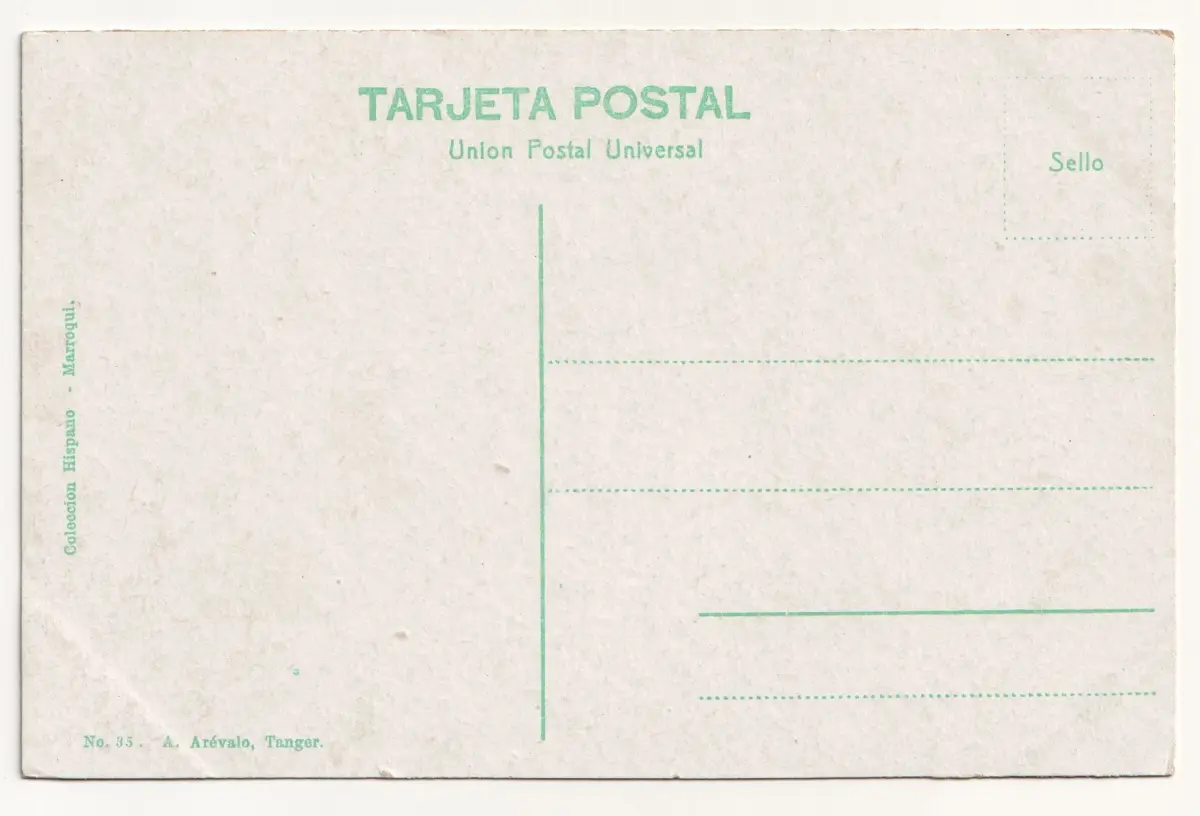 TARJETA POSTAL
Union Postal Universal
Sello
Coleccion Hispano - Marroqui.
No. 35. A. Arévalo, Tanger.